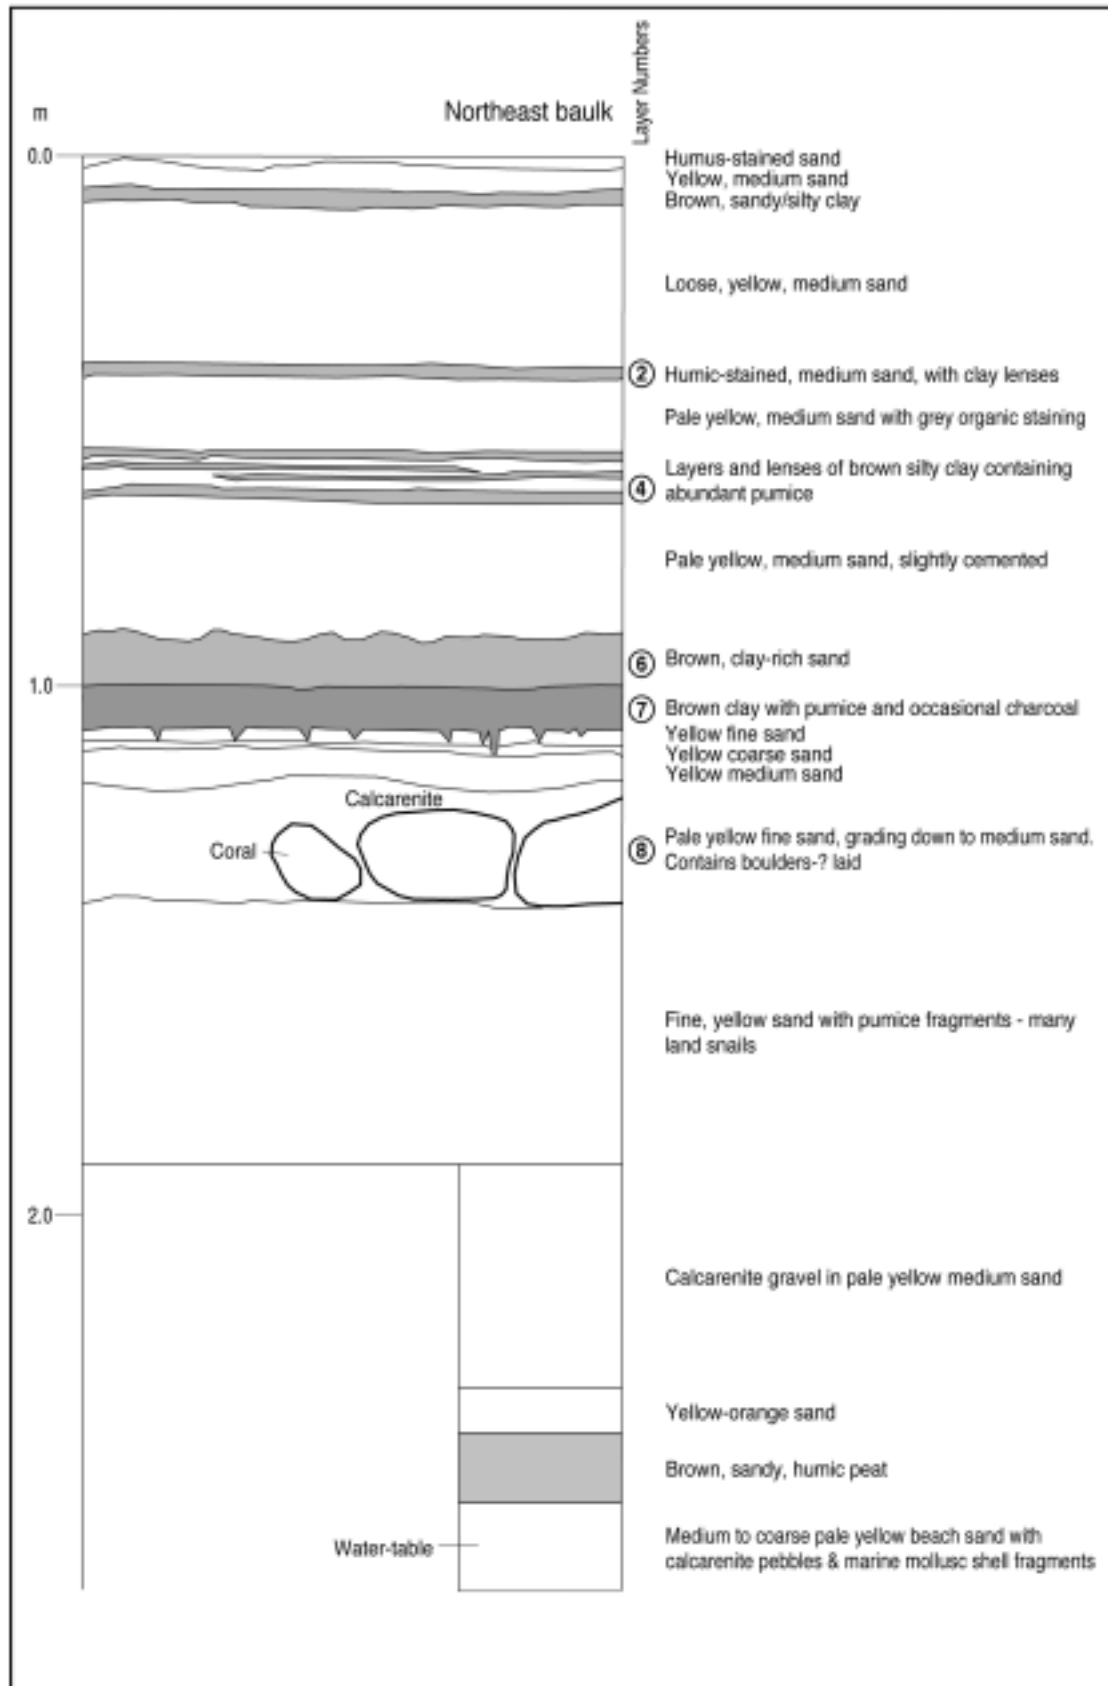 Layer Numbers
m
Northeast baulk
0.0
Humus-stained sand
Yellow, medium sand
Brown, sandy/silty clay
Loose, yellow, medium sand
2 Humic-stained, medium sand, with clay lenses
Pale yellow, medium sand with grey organic staining
Layers and lenses of brown silty clay containing
4 abundant pumice
Pale yellow, medium sand, slightly cemented
6 Brown, clay-rich sand
1.0
7 Brown clay with pumice and occasional charcoal
Yellow fine sand
Yellow coarse sand
Yellow medium sand
Calcarenite
Coral
8 Pale yellow fine sand, grading down to medium sand.
Contains boulders-? laid
Fine, yellow sand with pumice fragments - many
land snails
2.0
Calcarenite gravel in pale yellow medium sand
Yellow-orange sand
Brown, sandy, humic peat
Water-table
Medium to coarse pale yellow beach sand with
calcarenite pebbles & marine mollusc shell fragments